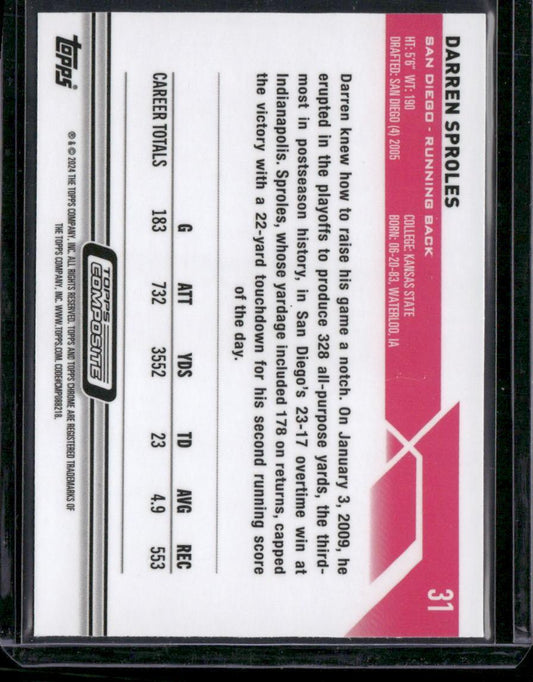 31
DARREN SPROLES
SAN DIEGO - RUNNING BACK
HT: 5'6" WT: 190 COLLEGE: KANSAS STATE
DRAFTED: SAN DIEGO (4) 2005 BORN: 06-20-83, WATERLOO, IA
Darren knew how to raise his game a notch. On January 3, 2009, he
erupted in the playoffs to produce 328 all-purpose yards, the third-
most in postseason history, in San Diego's 23-17 overtime win at
Indianapolis. Sproles, whose yardage included 178 on returns, capped
the victory with a 22-yard touchdown for his second running score
of the day.
G ATT YDS TD AVG REC
CAREER TOTALS 183 732 3552 23 4.9 553
TOPPS
COMPOSITE
topps
® & © 2024 THE TOPPS COMPANY, INC. ALL RIGHTS RESERVED. TOPPS AND TOPPS CHROME ARE REGISTERED TRADEMARKS OF
THE TOPPS COMPANY, INC. WWW.TOPPS.COM. CODE#CMP088218.